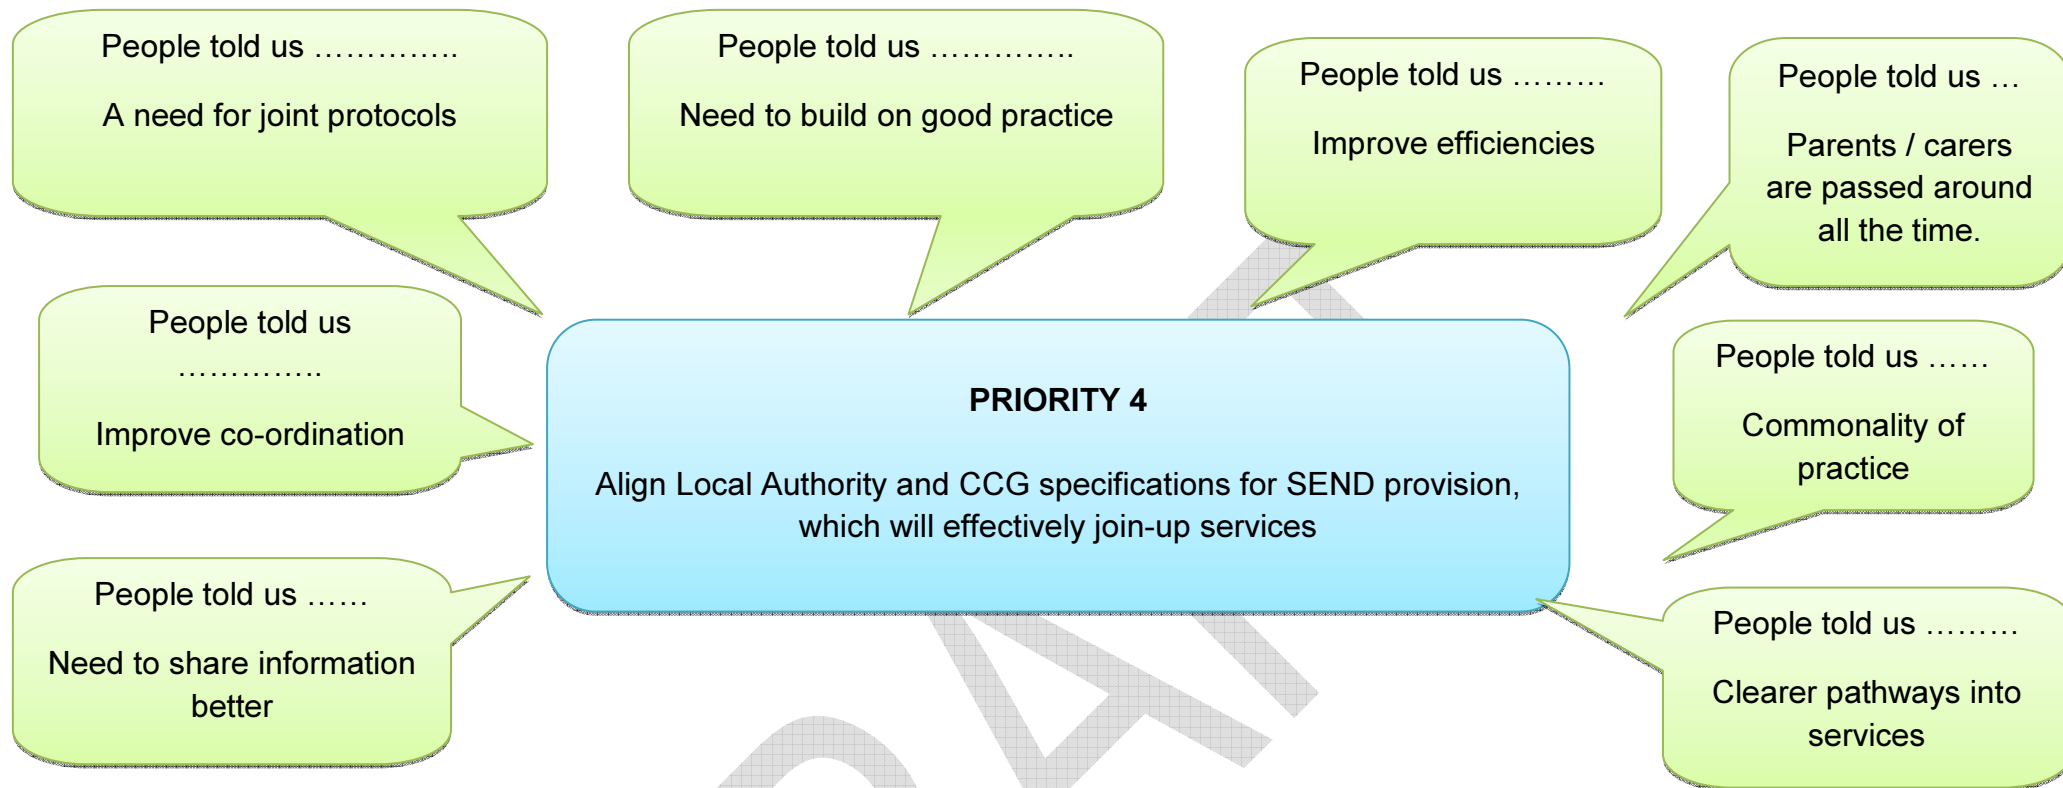 People told us …………..
A need for joint protocols
People told us …………..
Need to build on good practice
People told us ………
Improve efficiencies
People told us …
Parents / carers
are passed around
all the time.
People told us
…………..
Improve co-ordination
PRIORITY 4
Align Local Authority and CCG specifications for SEND provision,
which will effectively join-up services
People told us ……
Commonality of
practice
People told us ……
Need to share information
better
People told us ………
Clearer pathways into
services